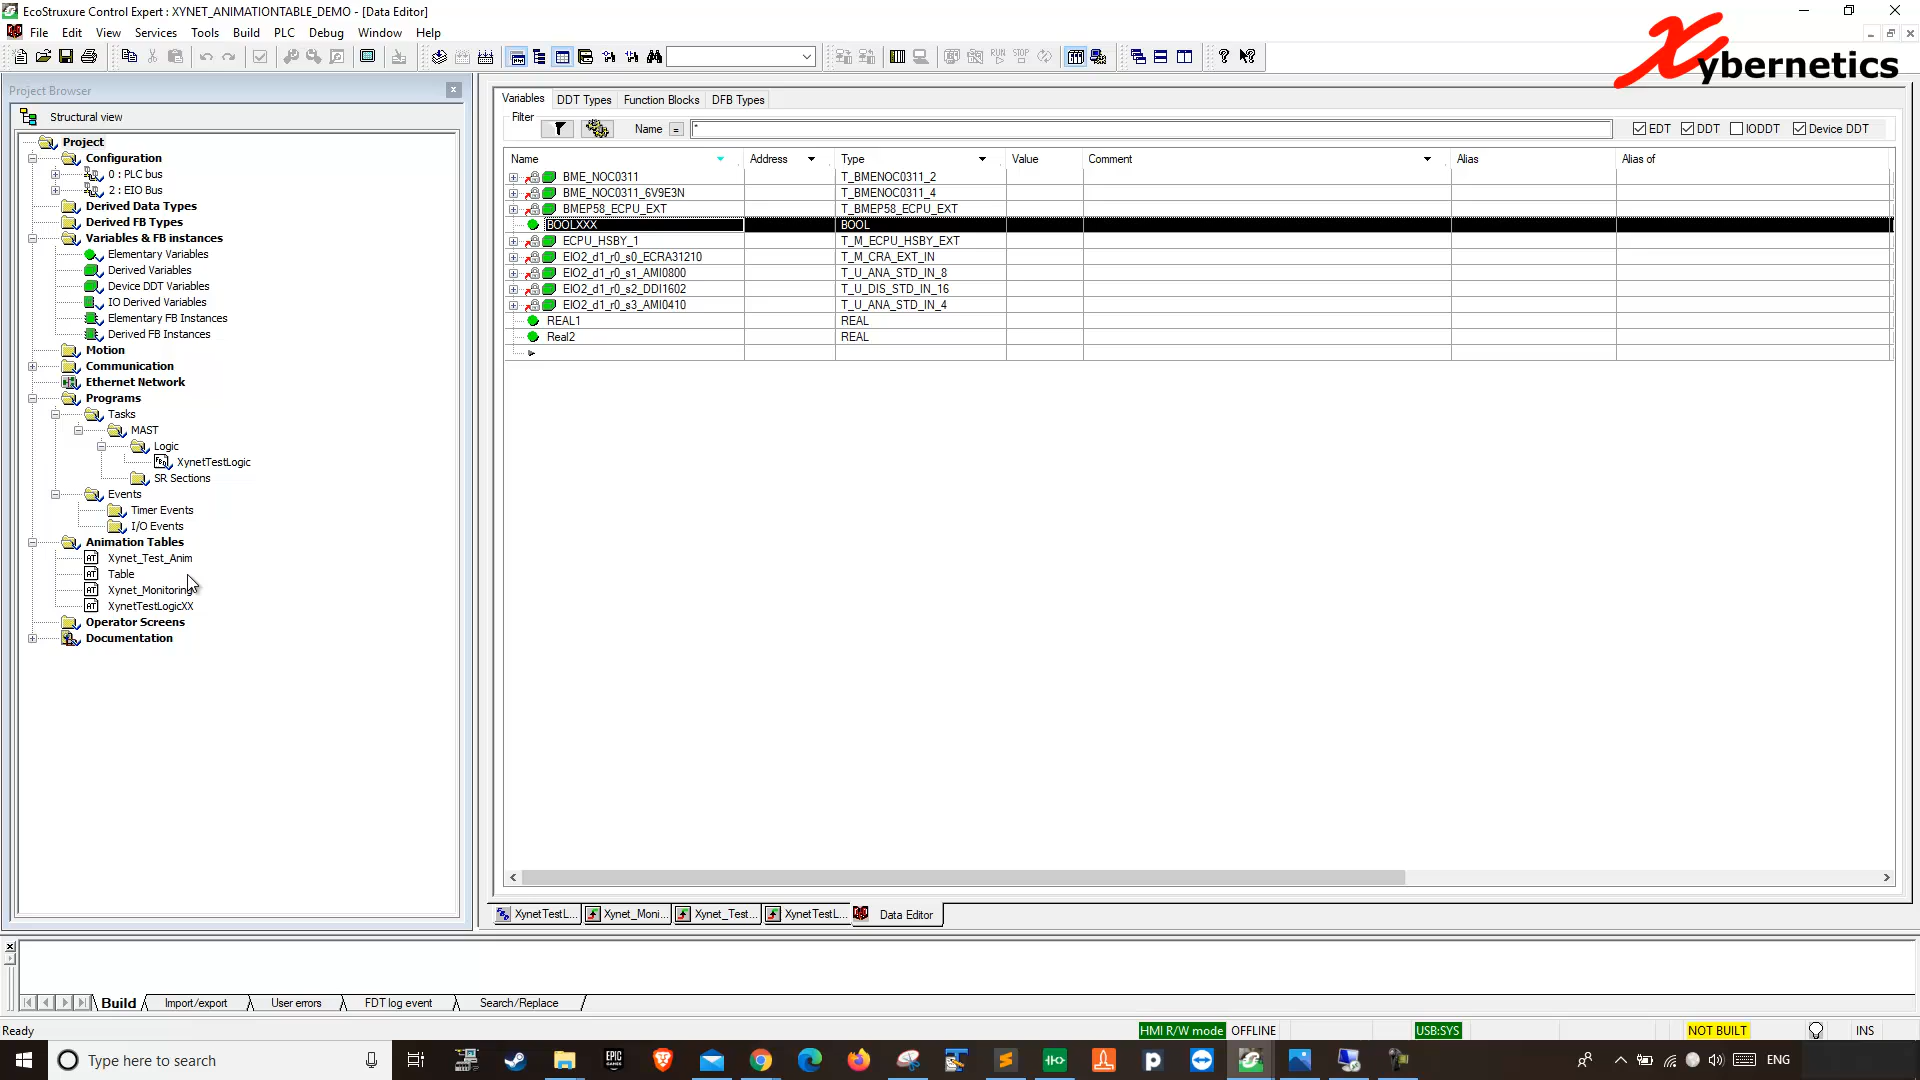 EcoStruxure Control Expert : XYNET_ANIMATIONTABLE_DEMO - [Data Editor]
File Edit View Services Tools Build PLC Debug Window Help
Xybernetics
Project Browser
Structural view
Project
Configuration
0 : PLC bus
2 : EIO Bus
Derived Data Types
Derived FB Types
Variables & FB instances
Elementary Variables
Derived Variables
Device DDT Variables
IO Derived Variables
Elementary FB Instances
Derived FB Instances
Motion
Communication
Ethernet Network
Programs
Tasks
MAST
Logic
XynetTestLogic
SR Sections
Events
Timer Events
I/O Events
Animation Tables
Xynet_Test_Anim
Table
Xynet_Monitoring
XynetTestLogicXX
Operator Screens
Documentation
Variables DDT Types Function Blocks DFB Types
Filter Name = * EDT DDT IODDT Device DDT
Name Address Type Value Comment Alias Alias of
BME_NOC0311 T_BMENOC0311_2
BME_NOC0311_6V9E3N T_BMENOC0311_4
BMEP58_ECPU_EXT T_BMEP58_ECPU_EXT
BOOLXXX BOOL
ECPU_HSBY_1 T_M_ECPU_HSBY_EXT
EIO2_d1_r0_s0_ECRA31210 T_M_CRA_EXT_IN
EIO2_d1_r0_s1_AMI0800 T_U_ANA_STD_IN_8
EIO2_d1_r0_s2_DDI1602 T_U_DIS_STD_IN_16
EIO2_d1_r0_s3_AMI0410 T_U_ANA_STD_IN_4
REAL1 REAL
Real2 REAL
XynetTestL... Xynet_Moni... Xynet_Test... XynetTestL... Data Editor
Build Import/export User errors FDT log event Search/Replace
Ready HMI R/W mode OFFLINE USB:SYS NOT BUILT INS
Type here to search ENG